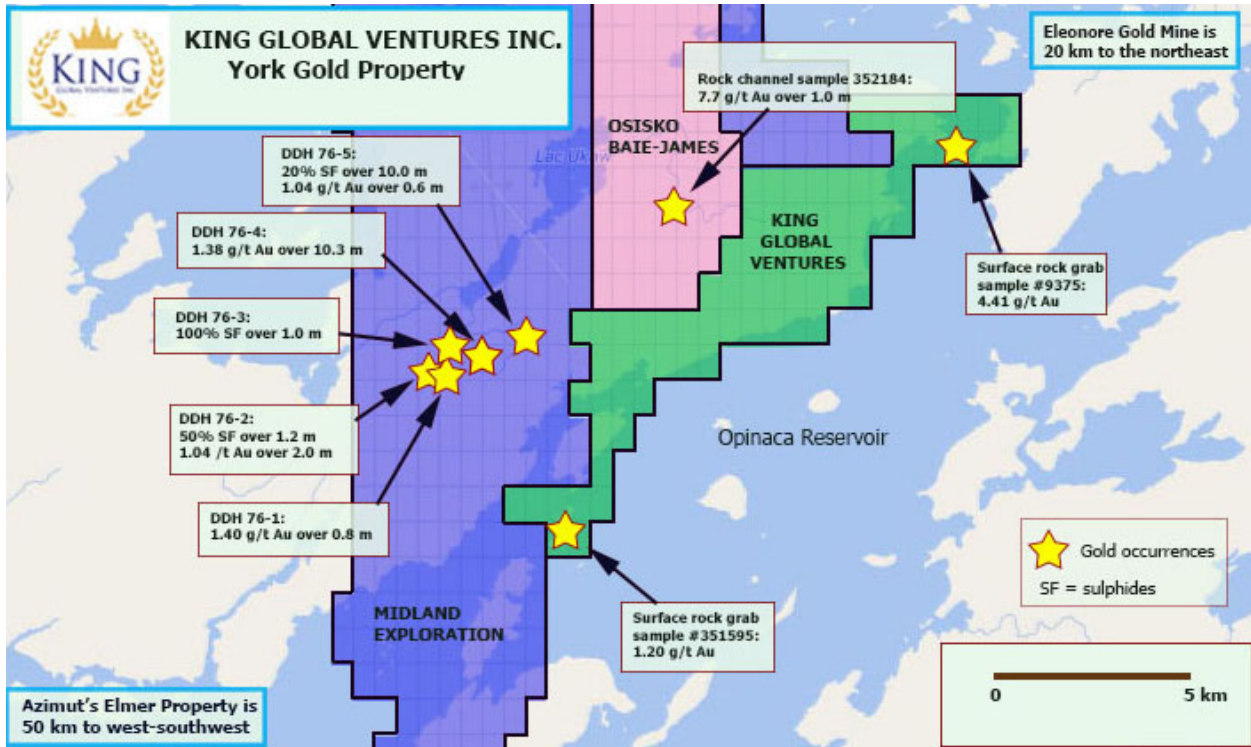 KING
GLOBAL VENTURES INC
KING GLOBAL VENTURES INC.
York Gold Property
Eleonore Gold Mine is
20 km to the northeast
Rock channel sample 352184:
7.7 g/t Au over 1.0 m
OSISKO
BAIE-JAMES
DDH 76-5:
20% SF over 10.0 m
1.04 g/t Au over 0.6 m
DDH 76-4:
1.38 g/t Au over 10.3 m
KING
GLOBAL
VENTURES
Surface rock grab
sample #9375:
4.41 g/t Au
DDH 76-3:
100% SF over 1.0 m
DDH 76-2:
50% SF over 1.2 m
1.04 /t Au over 2.0 m
Opinaca Reservoir
DDH 76-1:
1.40 g/t Au over 0.8 m
Gold occurrences
SF = sulphides
MIDLAND
EXPLORATION
Surface rock grab
sample #351595:
1.20 g/t Au
0 5 km
Azimut's Elmer Property is
50 km to west-southwest